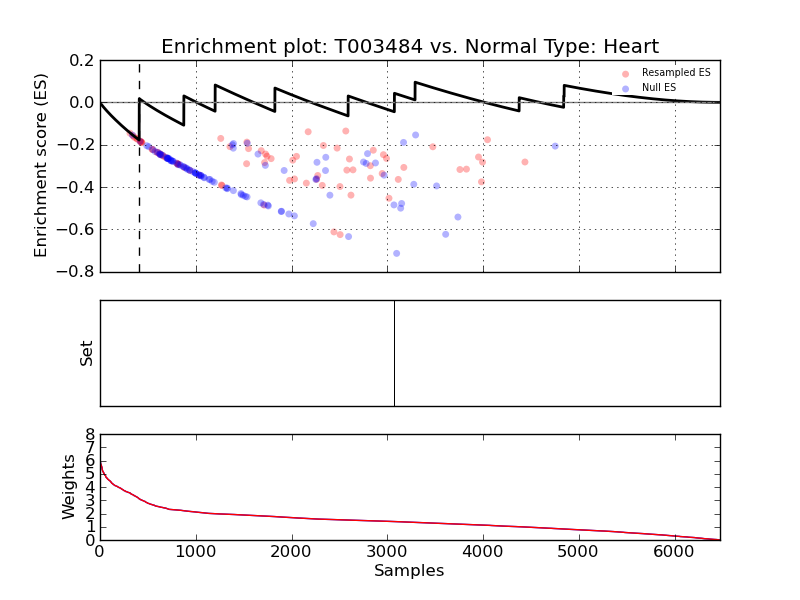 Enrichment plot: T003484 vs. Normal Type: Heart
Enrichment score (ES)
0.2
0.0
−0.2
−0.4
−0.6
−0.8
Resampled ES
Null ES
Set
Weights
8
7
6
5
4
3
2
1
0
0 1000 2000 3000 4000 5000 6000
Samples